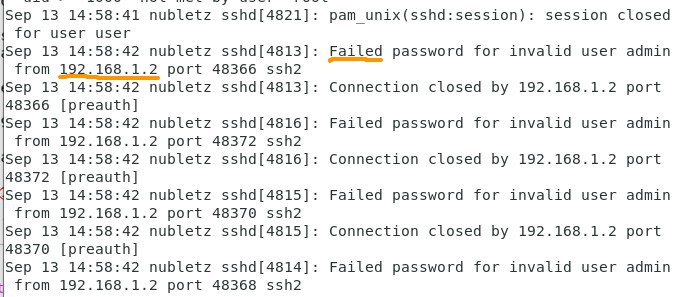 Sep 13 14:58:41 nubletz sshd[4821]: pam_unix(sshd:session): session closed
for user user
Sep 13 14:58:42 nubletz sshd[4813]: Failed password for invalid user admin
from 192.168.1.2 port 48366 ssh2
Sep 13 14:58:42 nubletz sshd[4813]: Connection closed by 192.168.1.2 port
48366 [preauth]
Sep 13 14:58:42 nubletz sshd[4816]: Failed password for invalid user admin
from 192.168.1.2 port 48372 ssh2
Sep 13 14:58:42 nubletz sshd[4816]: Connection closed by 192.168.1.2 port
48372 [preauth]
Sep 13 14:58:42 nubletz sshd[4815]: Failed password for invalid user admin
from 192.168.1.2 port 48370 ssh2
Sep 13 14:58:42 nubletz sshd[4815]: Connection closed by 192.168.1.2 port
48370 [preauth]
Sep 13 14:58:42 nubletz sshd[4814]: Failed password for invalid user admin
from 192.168.1.2 port 48368 ssh2